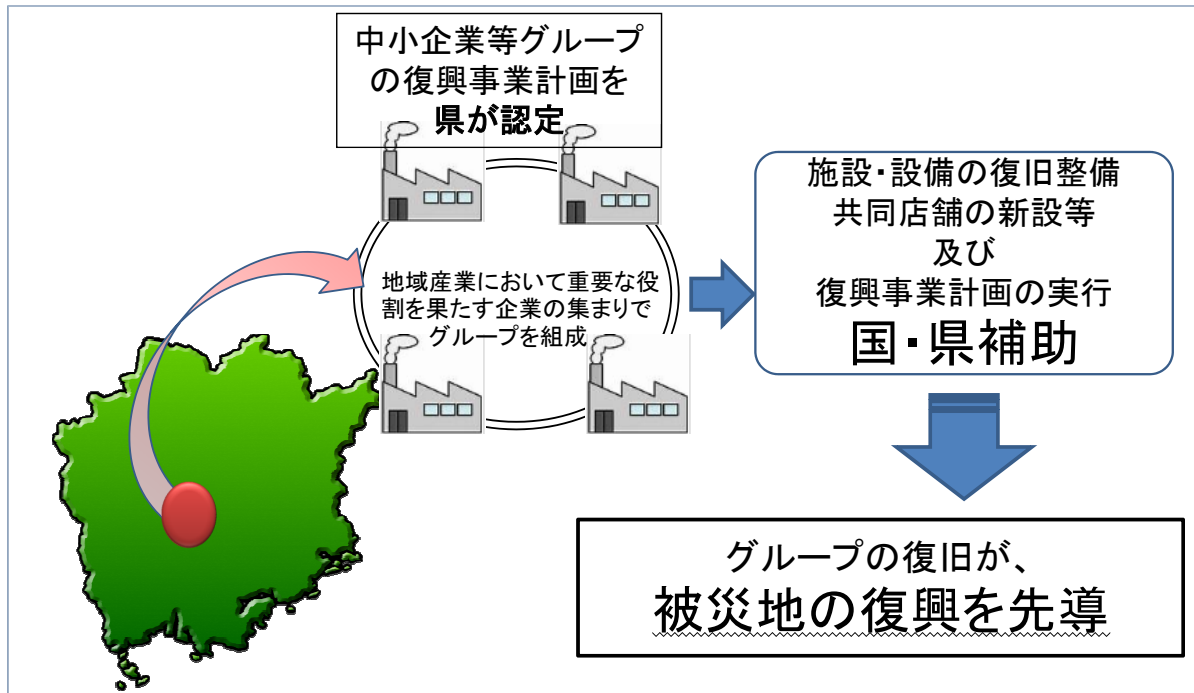 中小企業等グループ
の復興事業計画を
県が認定
地域産業において重要な役
割を果たす企業の集まりで
グループを組成
施設・設備の復旧整備
共同店舗の新設等
及び
復興事業計画の実行
国・県補助
グループの復旧が、
被災地の復興を先導